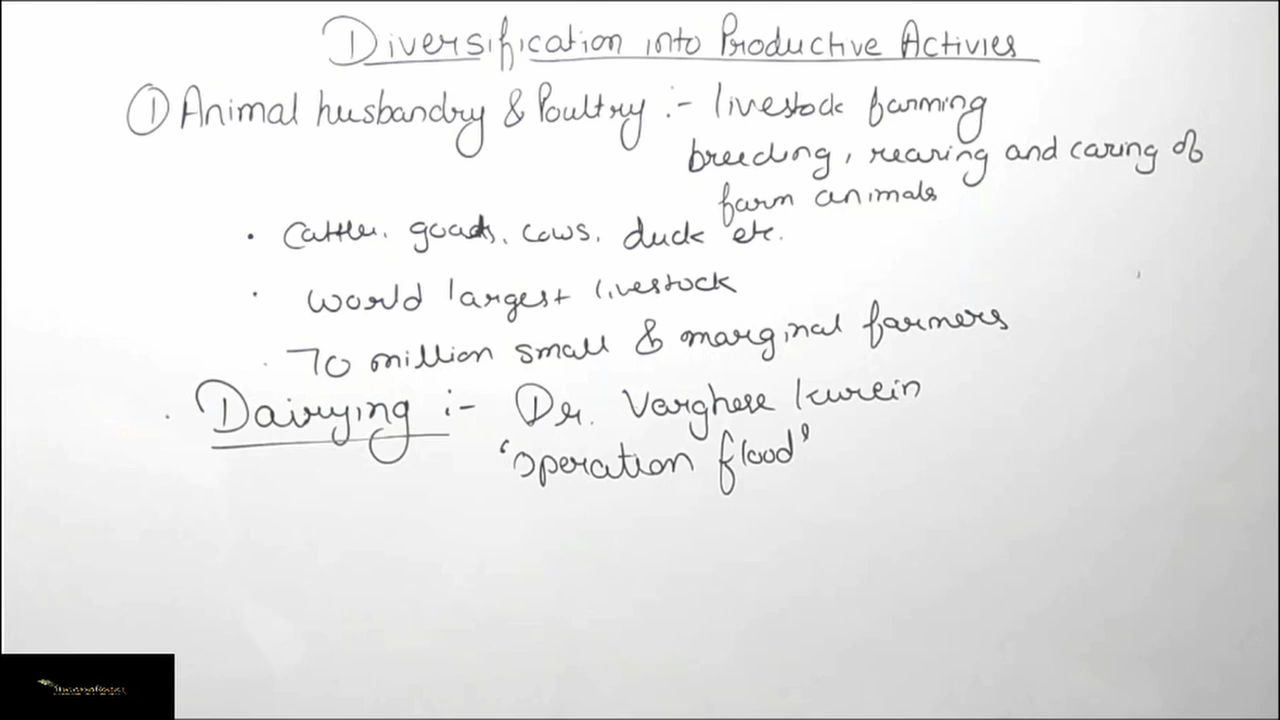 Diversification into Productive Activies
① Animal husbandry & Poultry :- livestock farming
breeding, rearing and caring of
farm animals
• Cattle, goats, cows, duck etc.
• World largest livestock
• 70 million small & marginal farmers
• Dairying :- Dr. Varghese kurein
'operation flood'